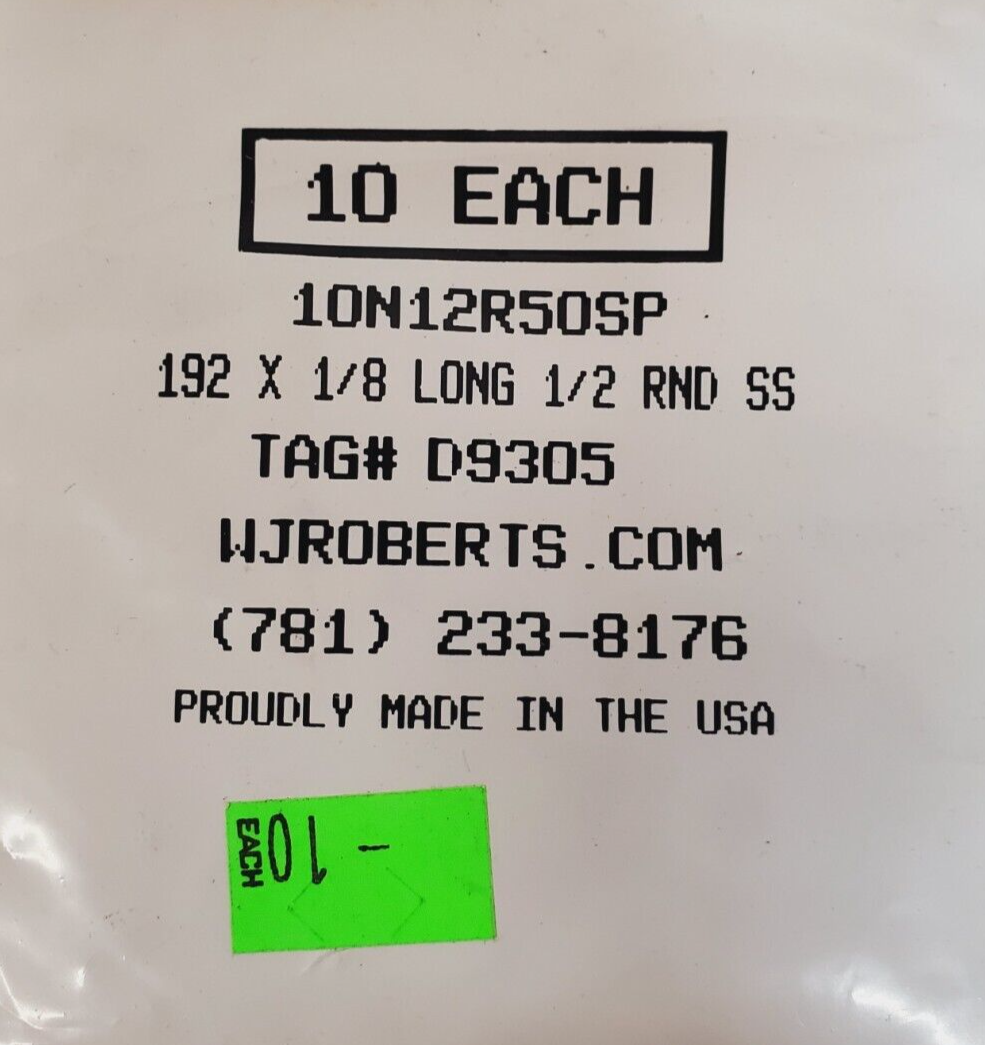 10 EACH
10N12R50SP
192 X 1/8 LONG 1/2 RND SS
TAG# D9305
WJROBERTS.COM
(781) 233-8176
PROUDLY MADE IN THE USA
EACH
10 -